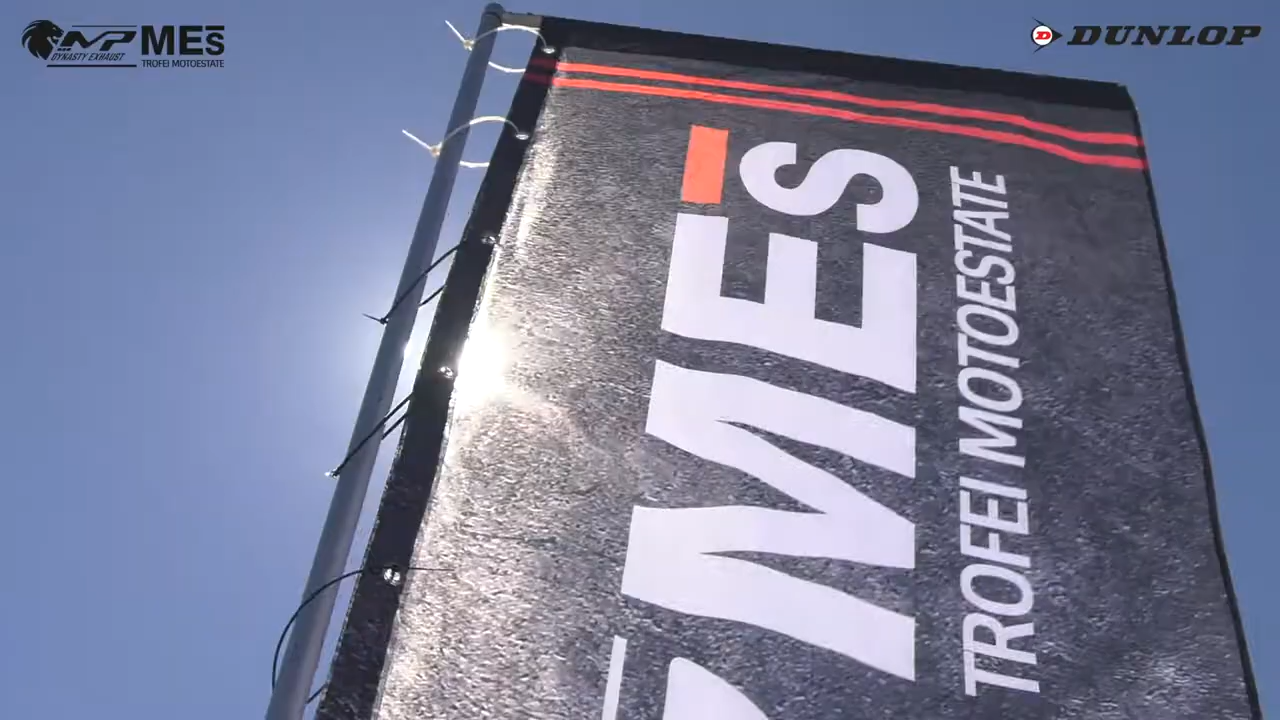 MP MES
DYNASTY EXHAUST
TROFEI MOTOESTATE
D DUNLOP
MES
TROFEI MOTOESTATE